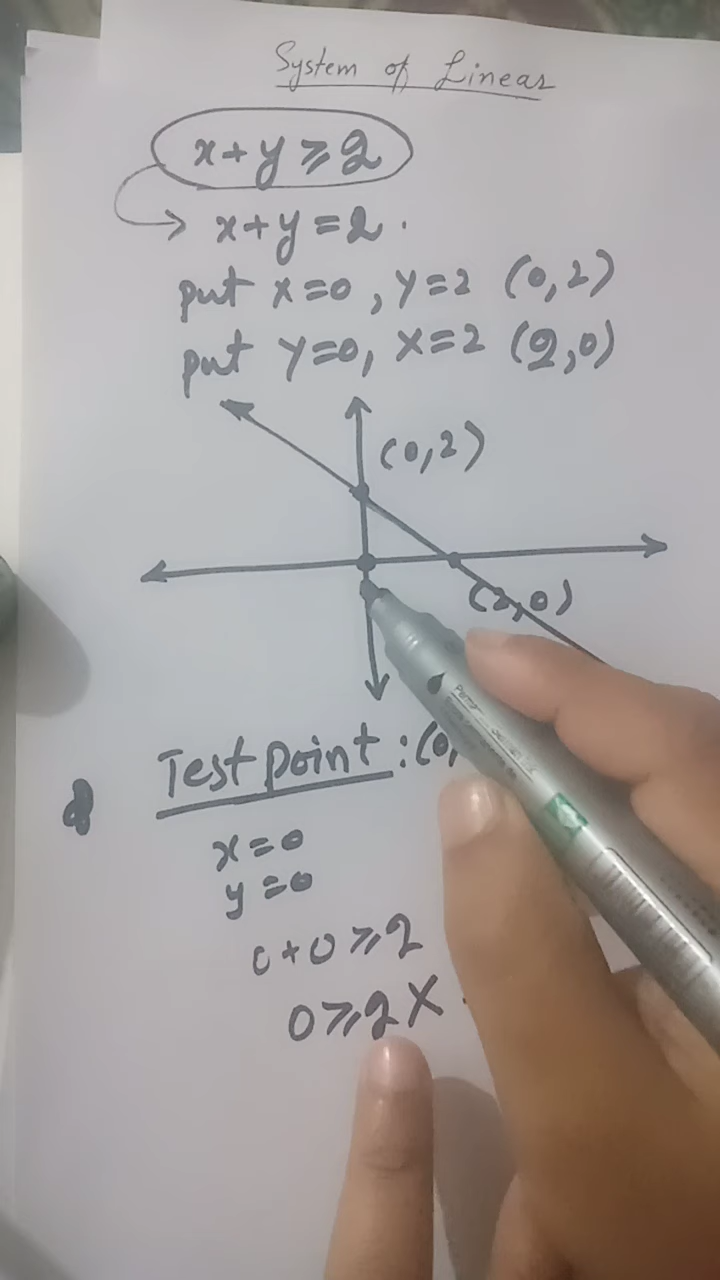 System of Linear
x+y⩾2
x+y=2.
put x=0, y=2 (0,2)
put y=0, x=2 (2,0)
(0,2)
(2,0)
Test point: (0,
x=0
y=0
0+0⩾2
0⩾2 X